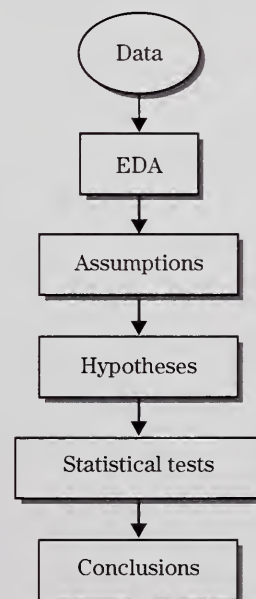 Data
EDA
Assumptions
Hypotheses
Statistical tests
Conclusions